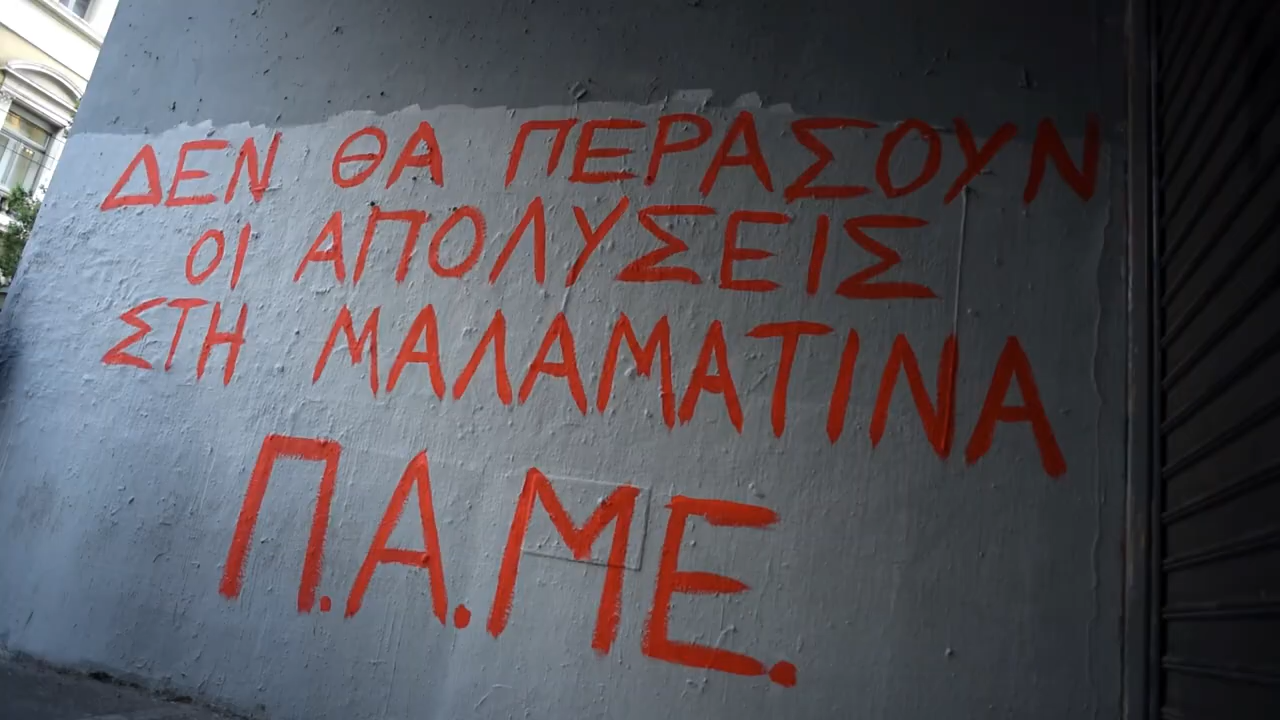 ΔΕΝ ΘΑ ΠΕΡΑΣΟΥΝ
ΟΙ ΑΠΟΛΥΣΕΙΣ
ΣΤΗ ΜΑΛΑΜΑΤΙΝΑ
Π.Α.ΜΕ.